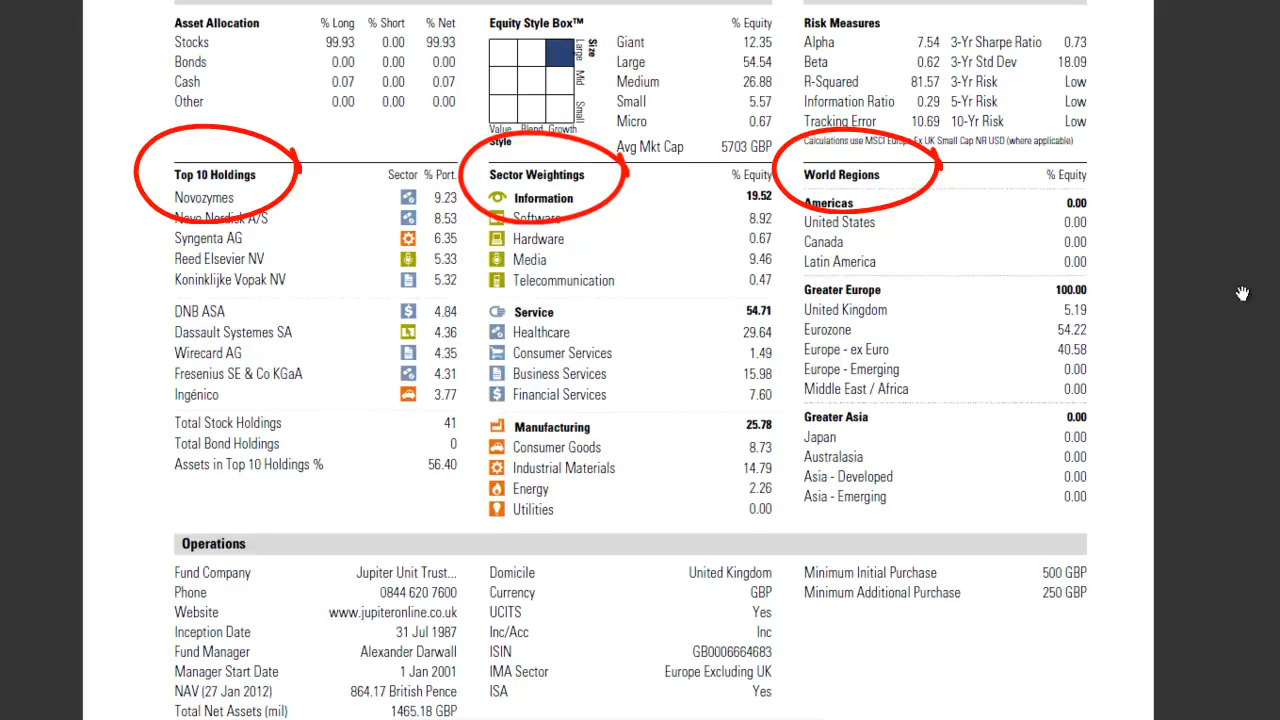 Asset Allocation % Long % Short % Net
Stocks 99.93 0.00 99.93
Bonds 0.00 0.00 0.00
Cash 0.07 0.00 0.07
Other 0.00 0.00 0.00
Equity Style Box™ % Equity
Large Mid Small
Size
Value Blend Growth
Style
Giant 12.35
Large 54.54
Medium 26.88
Small 5.57
Micro 0.67
Avg Mkt Cap 5703 GBP
Risk Measures
Alpha 7.54 3-Yr Sharpe Ratio 0.73
Beta 0.62 3-Yr Std Dev 18.09
R-Squared 81.57 3-Yr Risk Low
Information Ratio 0.29 5-Yr Risk Low
Tracking Error 10.69 10-Yr Risk Low
Calculations use MSCI Europe Ex UK Small Cap NR USD (where applicable)
Top 10 Holdings Sector % Port.
Novozymes 9.23
Novo Nordisk A/S 8.53
Syngenta AG 6.35
Reed Elsevier NV 5.33
Koninklijke Vopak NV 5.32
DNB ASA 4.84
Dassault Systemes SA 4.36
Wirecard AG 4.35
Fresenius SE & Co KGaA 4.31
Ingénico 3.77
Total Stock Holdings 41
Total Bond Holdings 0
Assets in Top 10 Holdings % 56.40
Sector Weightings % Equity
Information 19.52
Software 8.92
Hardware 0.67
Media 9.46
Telecommunication 0.47
Service 54.71
Healthcare 29.64
Consumer Services 1.49
Business Services 15.98
Financial Services 7.60
Manufacturing 25.78
Consumer Goods 8.73
Industrial Materials 14.79
Energy 2.26
Utilities 0.00
World Regions % Equity
Americas 0.00
United States 0.00
Canada 0.00
Latin America 0.00
Greater Europe 100.00
United Kingdom 5.19
Eurozone 54.22
Europe - ex Euro 40.58
Europe - Emerging 0.00
Middle East / Africa 0.00
Greater Asia 0.00
Japan 0.00
Australasia 0.00
Asia - Developed 0.00
Asia - Emerging 0.00
Operations
Fund Company Jupiter Unit Trust...
Phone 0844 620 7600
Website www.jupiteronline.co.uk
Inception Date 31 Jul 1987
Fund Manager Alexander Darwall
Manager Start Date 1 Jan 2001
NAV (27 Jan 2012) 864.17 British Pence
Total Net Assets (mil) 1465.18 GBP
Domicile United Kingdom
Currency GBP
UCITS Yes
Inc/Acc Inc
ISIN GB0006664683
IMA Sector Europe Excluding UK
ISA Yes
Minimum Initial Purchase 500 GBP
Minimum Additional Purchase 250 GBP